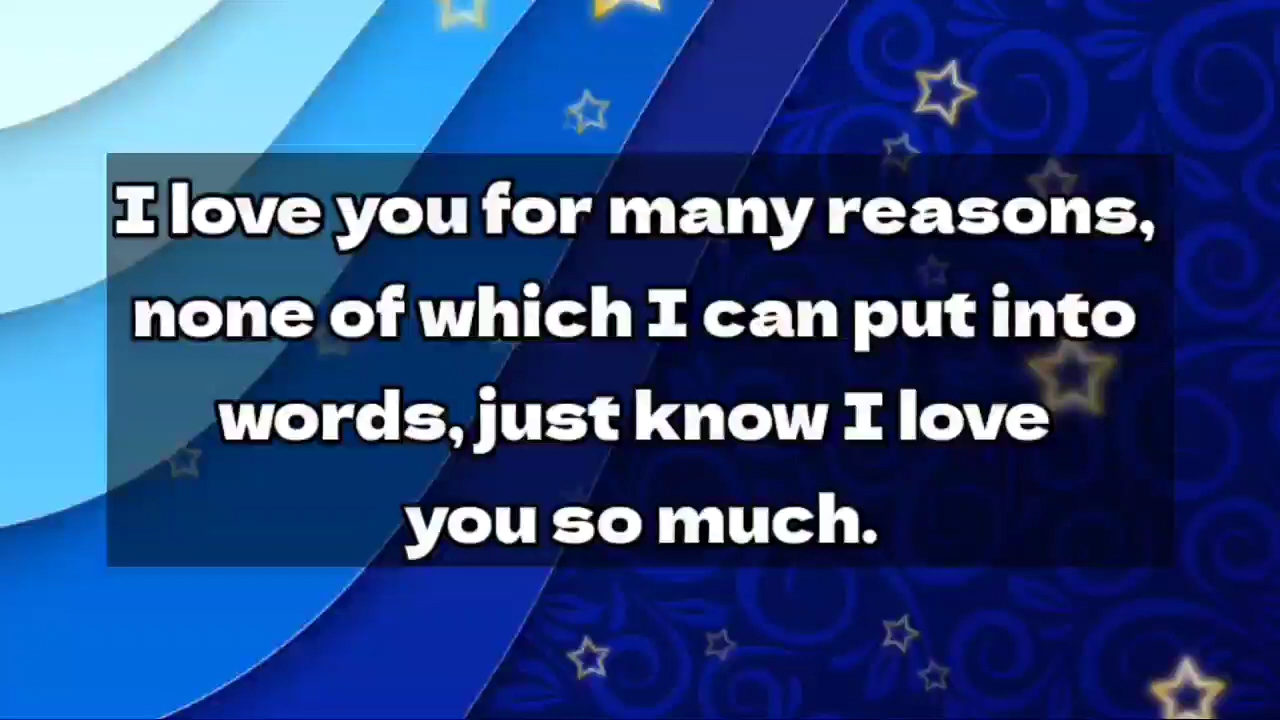 I love you for many reasons,
none of which I can put into
words, just know I love
you so much.